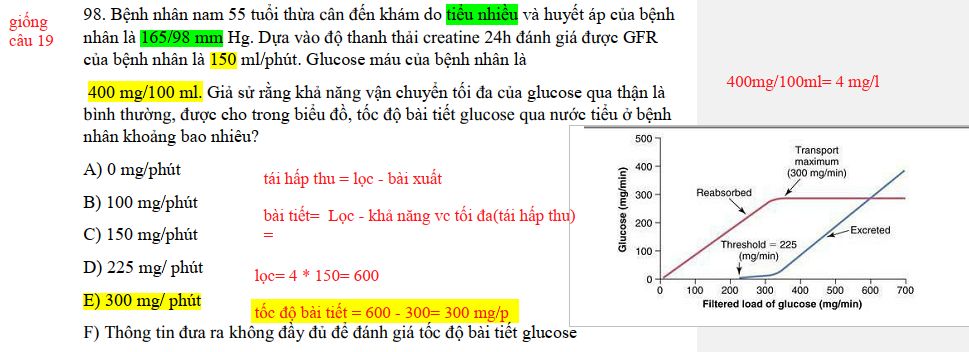 giống
câu 19
98. Bệnh nhân nam 55 tuổi thừa cân đến khám do tiểu nhiều và huyết áp của bệnh
nhân là 165/98 mm Hg. Dựa vào độ thanh thải creatine 24h đánh giá được GFR
của bệnh nhân là 150 ml/phút. Glucose máu của bệnh nhân là
400 mg/100 ml. Giả sử rằng khả năng vận chuyển tối đa của glucose qua thận là
bình thường, được cho trong biểu đồ, tốc độ bài tiết glucose qua nước tiểu ở bệnh
nhân khoảng bao nhiêu?
400mg/100ml= 4 mg/l
A) 0 mg/phút
B) 100 mg/phút
C) 150 mg/phút
D) 225 mg/ phút
E) 300 mg/ phút
F) Thông tin đưa ra không đầy đủ để đánh giá tốc độ bài tiết glucose
tái hấp thu = lọc - bài xuất
bài tiết= Lọc - khả năng vc tối đa(tái hấp thu)
=
lọc= 4 * 150= 600
tốc độ bài tiết = 600 - 300= 300 mg/p
Glucose (mg/min)
500
400
300
200
100
0
Transport
maximum
(300 mg/min)
Reabsorbed
Excreted
Threshold = 225
(mg/min)
0 100 200 300 400 500 600 700
Filtered load of glucose (mg/min)